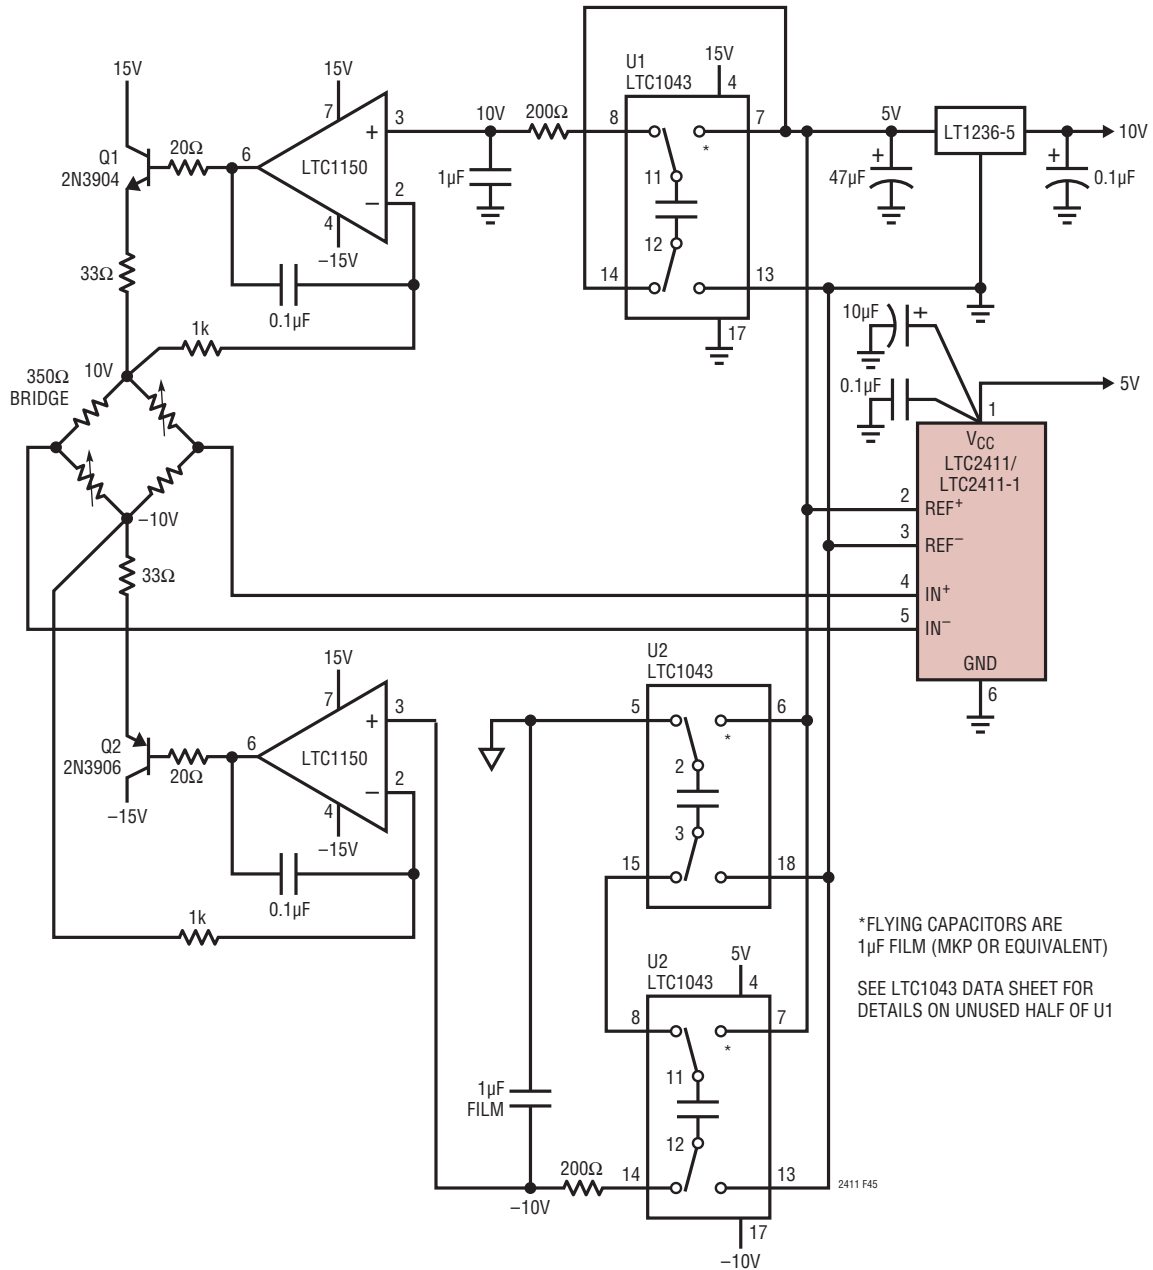 15V
Q1
2N3904
20Ω
6
15V
7
LTC1150
+
3
−
2
4
−15V
0.1µF
33Ω
1k
10V
1µF
200Ω
U1
LTC1043
15V
4
8
7
*
11
12
14
13
17
5V
+
47µF
LT1236-5
10V
+
0.1µF
10µF
+
0.1µF
5V
1
VCC
LTC2411/
LTC2411-1
2
REF+
3
REF−
4
IN+
5
IN−
GND
6
350Ω
BRIDGE
10V
−10V
33Ω
Q2
2N3906
−15V
20Ω
6
15V
7
LTC1150
+
3
−
2
4
−15V
0.1µF
1k
U2
LTC1043
5
6
*
2
3
15
18
U2
LTC1043
5V
4
8
7
*
11
12
14
13
17
−10V
1µF
FILM
200Ω
−10V
*FLYING CAPACITORS ARE
1µF FILM (MKP OR EQUIVALENT)
SEE LTC1043 DATA SHEET FOR
DETAILS ON UNUSED HALF OF U1
2411 F45